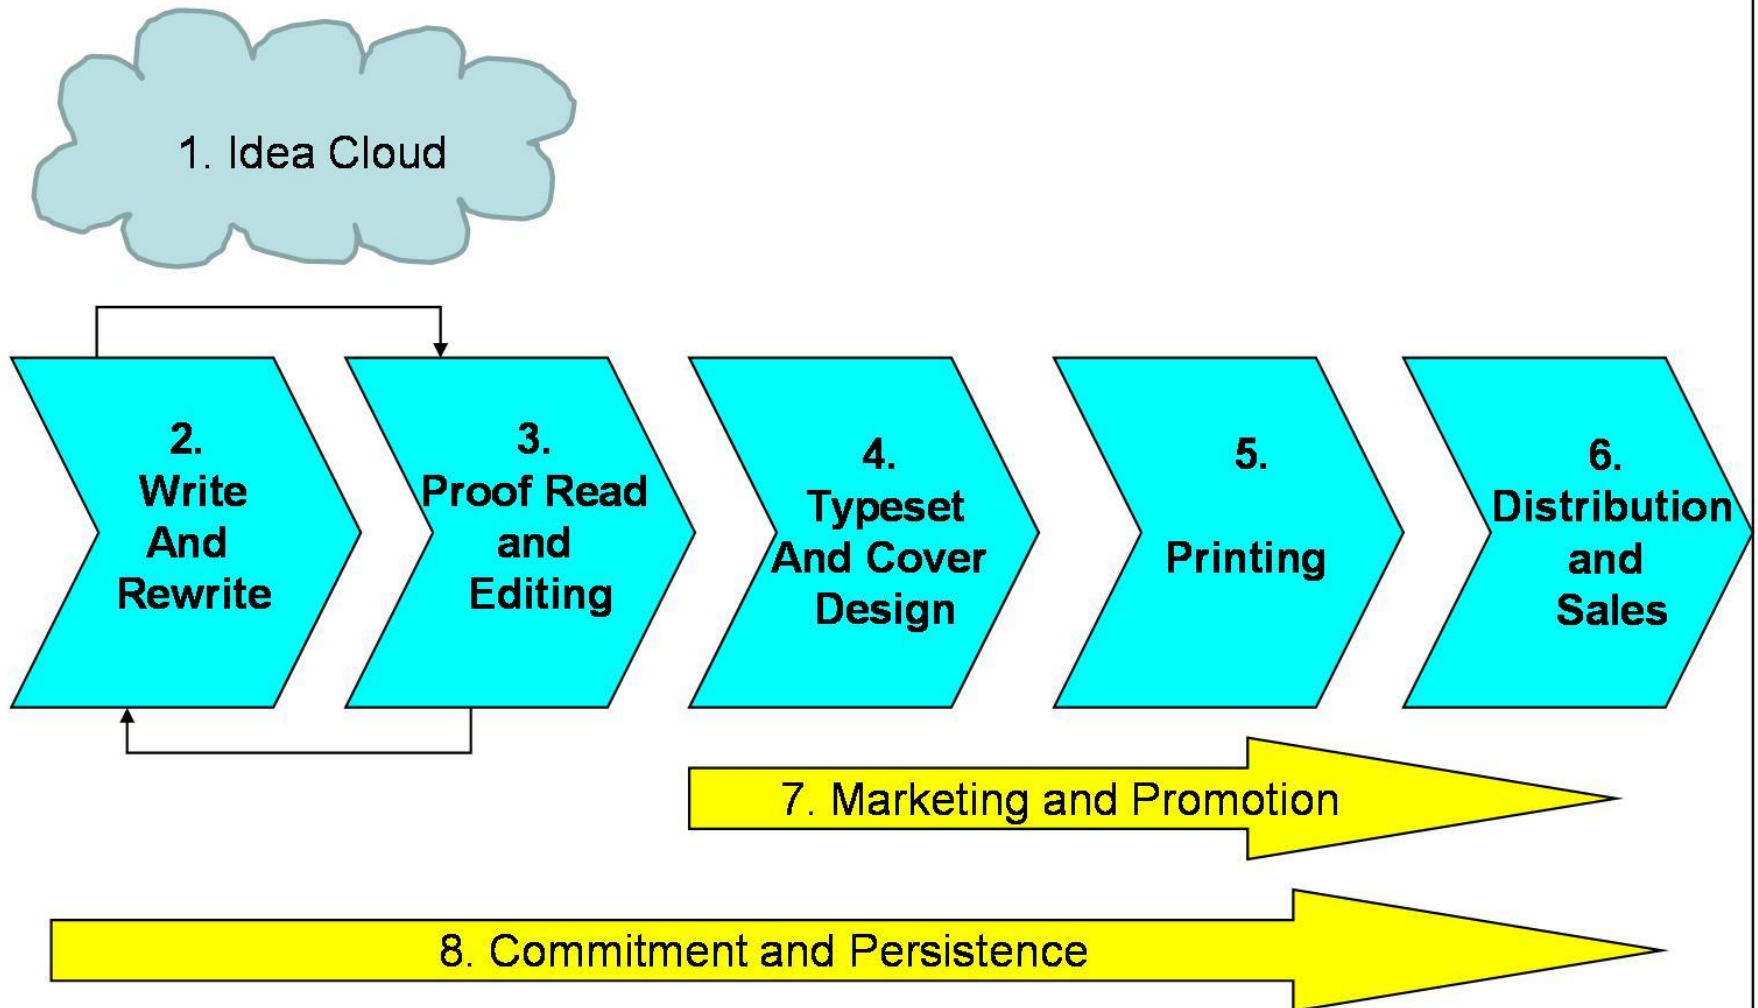 1. Idea Cloud
2.
Write
And
Rewrite
3.
Proof Read
and
Editing
4.
Typeset
And Cover
Design
5.
Printing
6.
Distribution
and
Sales
7. Marketing and Promotion
8. Commitment and Persistence